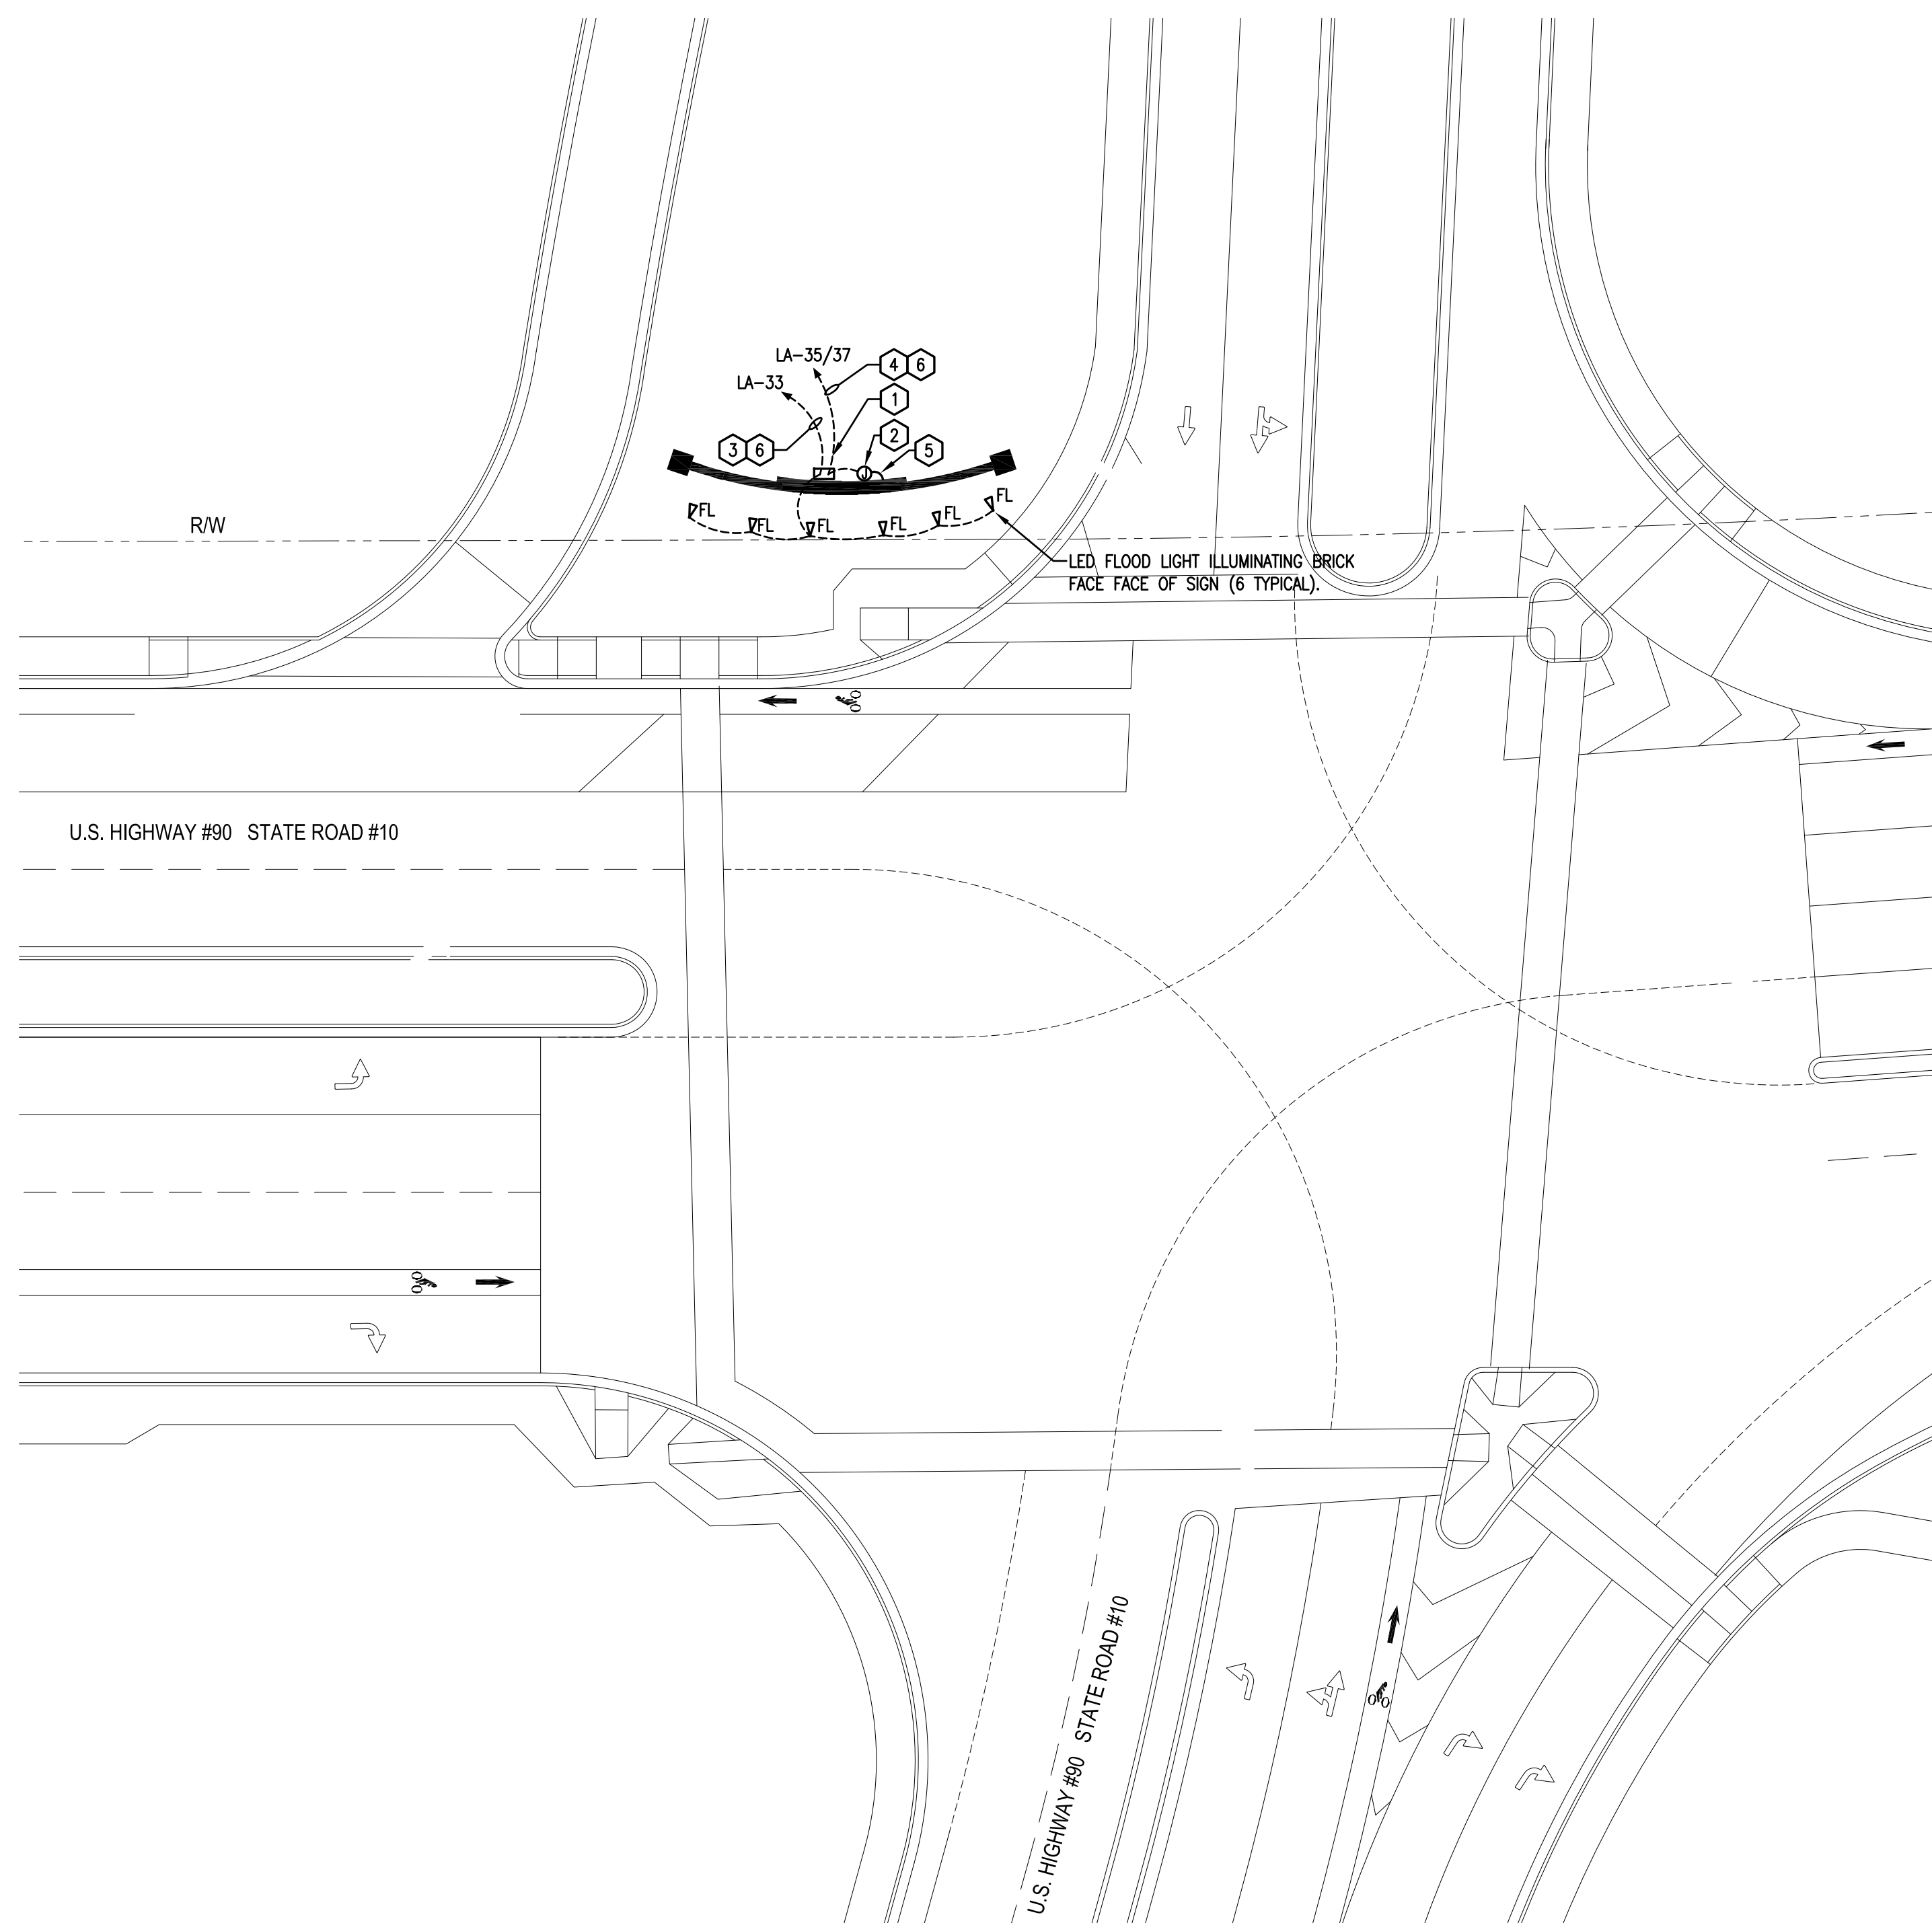 LA-35/37
4 6
LA-33
1
2
3 6
5
J
FL
FL
FL
FL
FL
FL
R/W
LED FLOOD LIGHT ILLUMINATING BRICK
FACE FACE OF SIGN (6 TYPICAL).
U.S. HIGHWAY #90 STATE ROAD #10
U.S. HIGHWAY #90 STATE ROAD #10